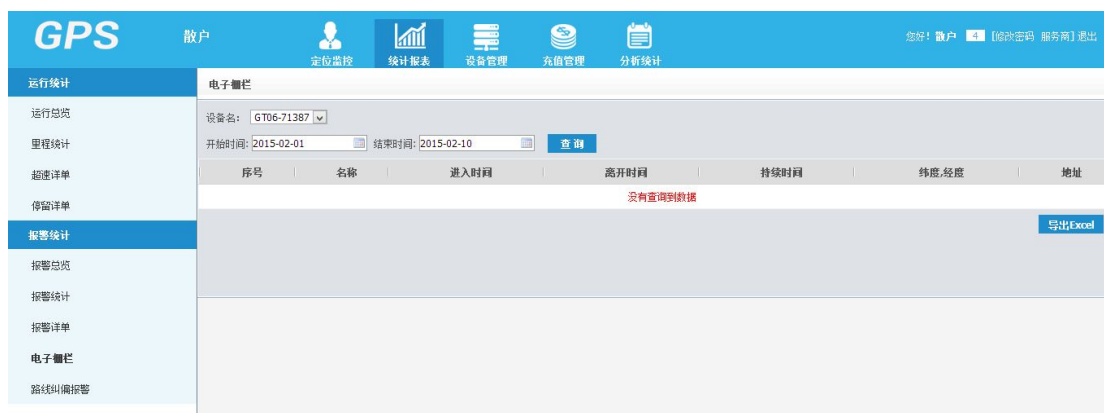 GPS 散户
定位监控 统计报表 设备管理 充值管理 分析统计
您好! 散户 4 [修改密码 服务商] 退出
运行统计
运行总览
里程统计
超速详单
停留详单
报警统计
报警总览
报警统计
报警详单
电子栅栏
路线纠偏报警
电子栅栏
设备名: GT06-71387
开始时间: 2015-02-01 结束时间: 2015-02-10 查询
序号 名称 进入时间 离开时间 持续时间 纬度,经度 地址
没有查询到数据
导出Excel